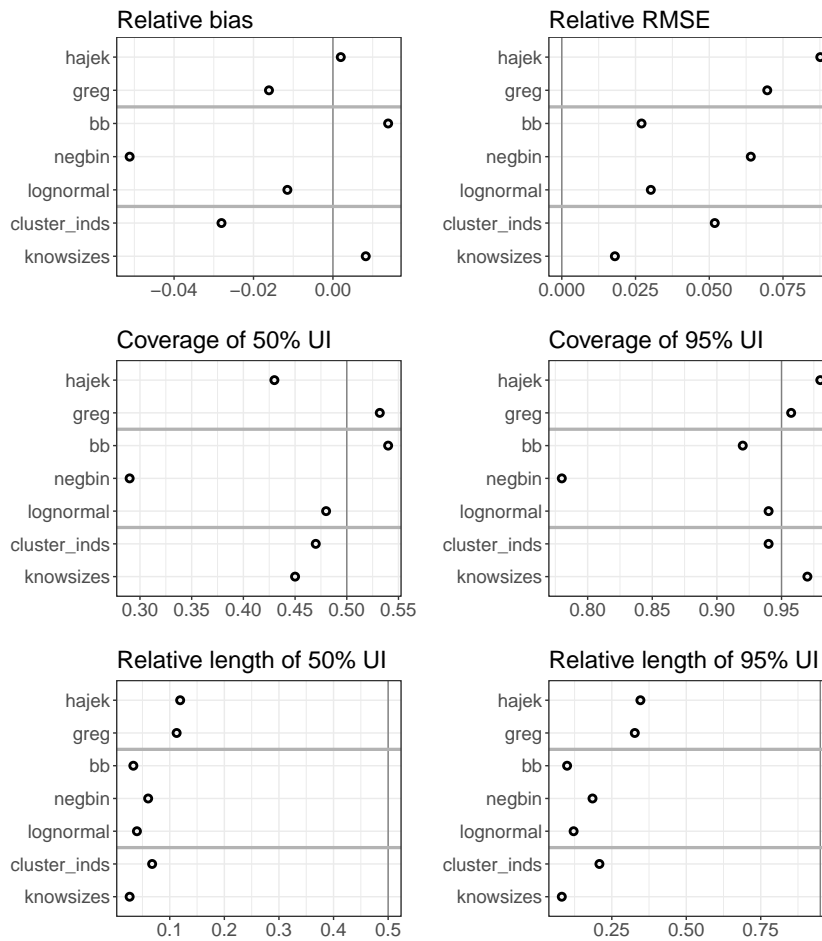 Relative bias
hajek
greg
bb
negbin
lognormal
cluster_inds
knowsizes
−0.04 −0.02 0.00
Relative RMSE
hajek
greg
bb
negbin
lognormal
cluster_inds
knowsizes
0.000 0.025 0.050 0.075
Coverage of 50% UI
hajek
greg
bb
negbin
lognormal
cluster_inds
knowsizes
0.30 0.35 0.40 0.45 0.50 0.55
Coverage of 95% UI
hajek
greg
bb
negbin
lognormal
cluster_inds
knowsizes
0.80 0.85 0.90 0.95
Relative length of 50% UI
hajek
greg
bb
negbin
lognormal
cluster_inds
knowsizes
0.1 0.2 0.3 0.4 0.5
Relative length of 95% UI
hajek
greg
bb
negbin
lognormal
cluster_inds
knowsizes
0.25 0.50 0.75